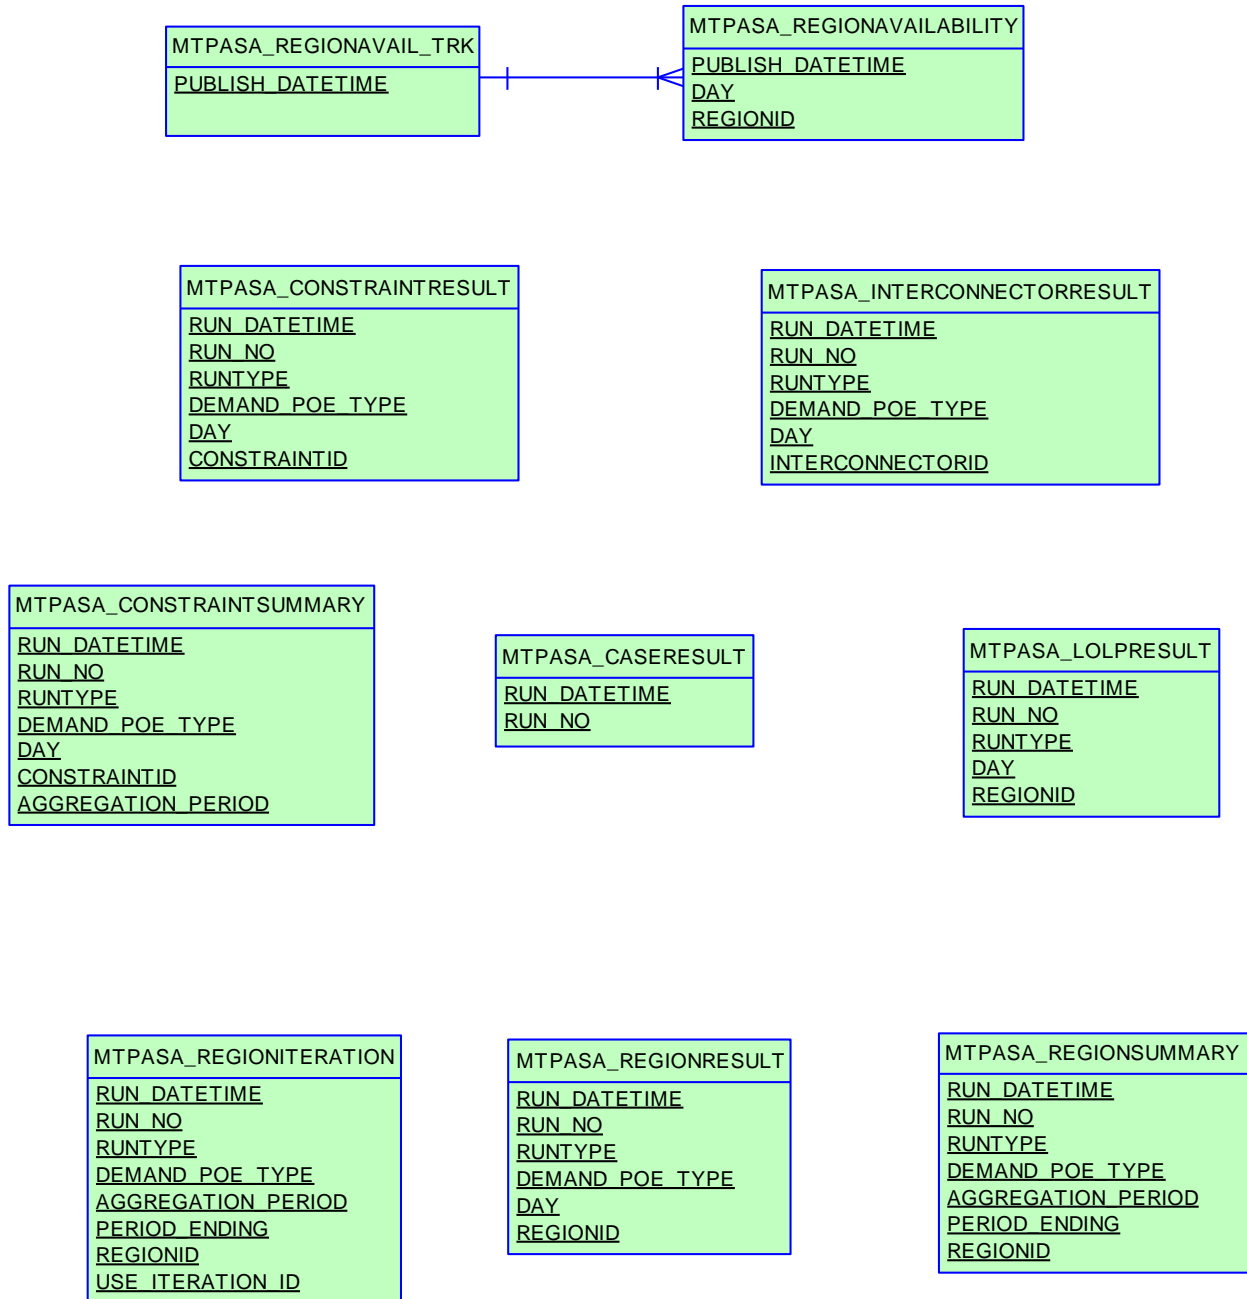 MTPASA_REGIONAVAIL_TRK
PUBLISH_DATETIME
MTPASA_REGIONAVAILABILITY
PUBLISH_DATETIME
DAY
REGIONID
MTPASA_CONSTRAINTRESULT
RUN_DATETIME
RUN_NO
RUNTYPE
DEMAND_POE_TYPE
DAY
CONSTRAINTID
MTPASA_INTERCONNECTORRESULT
RUN_DATETIME
RUN_NO
RUNTYPE
DEMAND_POE_TYPE
DAY
INTERCONNECTORID
MTPASA_CONSTRAINTSUMMARY
RUN_DATETIME
RUN_NO
RUNTYPE
DEMAND_POE_TYPE
DAY
CONSTRAINTID
AGGREGATION_PERIOD
MTPASA_CASERESULT
RUN_DATETIME
RUN_NO
MTPASA_LOLPRESULT
RUN_DATETIME
RUN_NO
RUNTYPE
DAY
REGIONID
MTPASA_REGIONITERATION
RUN_DATETIME
RUN_NO
RUNTYPE
DEMAND_POE_TYPE
AGGREGATION_PERIOD
PERIOD_ENDING
REGIONID
USE_ITERATION_ID
MTPASA_REGIONRESULT
RUN_DATETIME
RUN_NO
RUNTYPE
DEMAND_POE_TYPE
DAY
REGIONID
MTPASA_REGIONSUMMARY
RUN_DATETIME
RUN_NO
RUNTYPE
DEMAND_POE_TYPE
AGGREGATION_PERIOD
PERIOD_ENDING
REGIONID